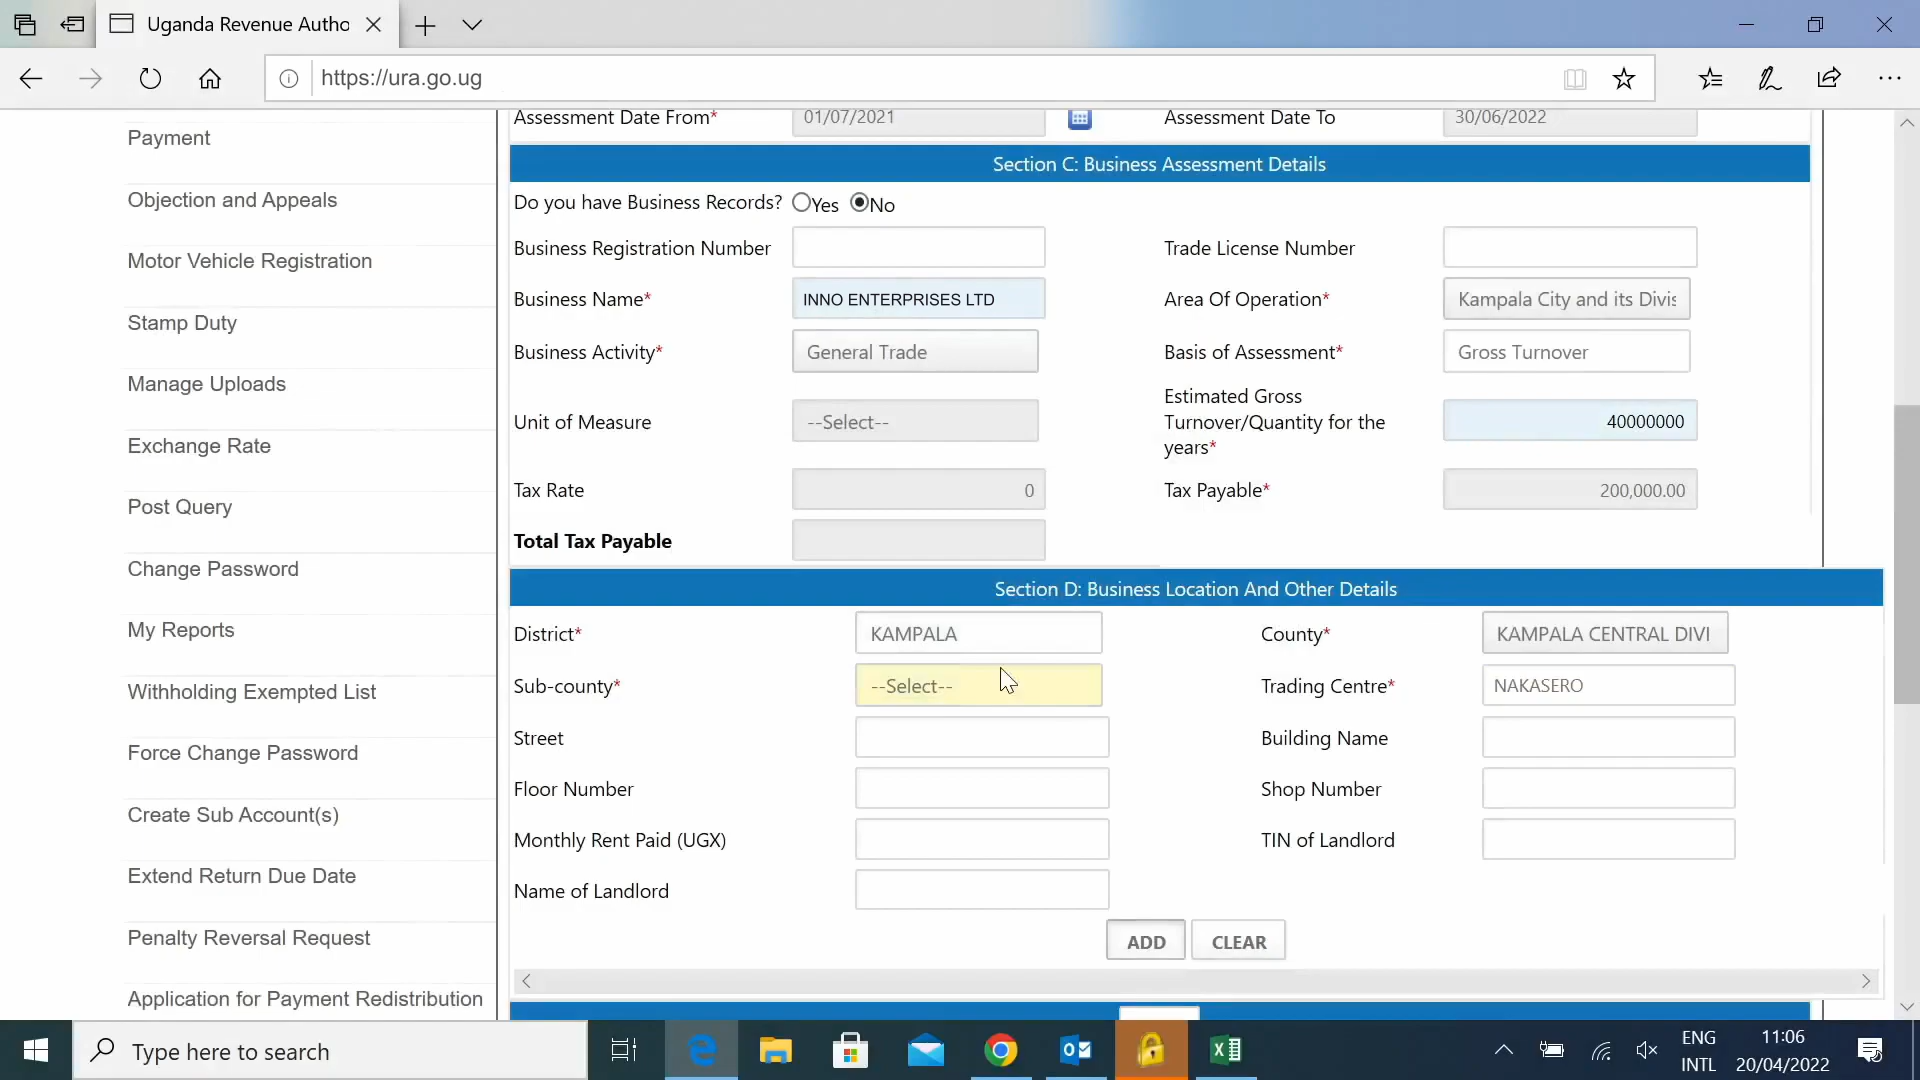 Uganda Revenue Autho
https://ura.go.ug
Payment
Objection and Appeals
Motor Vehicle Registration
Stamp Duty
Manage Uploads
Exchange Rate
Post Query
Change Password
My Reports
Withholding Exempted List
Force Change Password
Create Sub Account(s)
Extend Return Due Date
Penalty Reversal Request
Application for Payment Redistribution
Assessment Date From* 01/07/2021 Assessment Date To 30/06/2022
Section C: Business Assessment Details
Do you have Business Records? Yes No
Business Registration Number Trade License Number
Business Name* INNO ENTERPRISES LTD Area Of Operation* Kampala City and its Divis
Business Activity* General Trade Basis of Assessment* Gross Turnover
Unit of Measure --Select-- Estimated Gross
Turnover/Quantity for the
years* 40000000
Tax Rate 0 Tax Payable* 200,000.00
Total Tax Payable
Section D: Business Location And Other Details
District* KAMPALA County* KAMPALA CENTRAL DIVI
Sub-county* --Select-- Trading Centre* NAKASERO
Street Building Name
Floor Number Shop Number
Monthly Rent Paid (UGX) TIN of Landlord
Name of Landlord
ADD CLEAR
Type here to search
ENG
INTL
11:06
20/04/2022